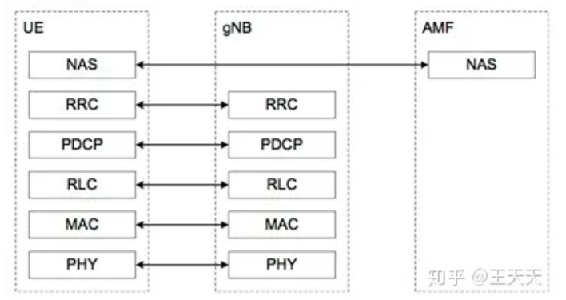 UE gNB AMF
NAS NAS
RRC RRC
PDCP PDCP
RLC RLC
MAC MAC
PHY PHY
知乎 @王天天